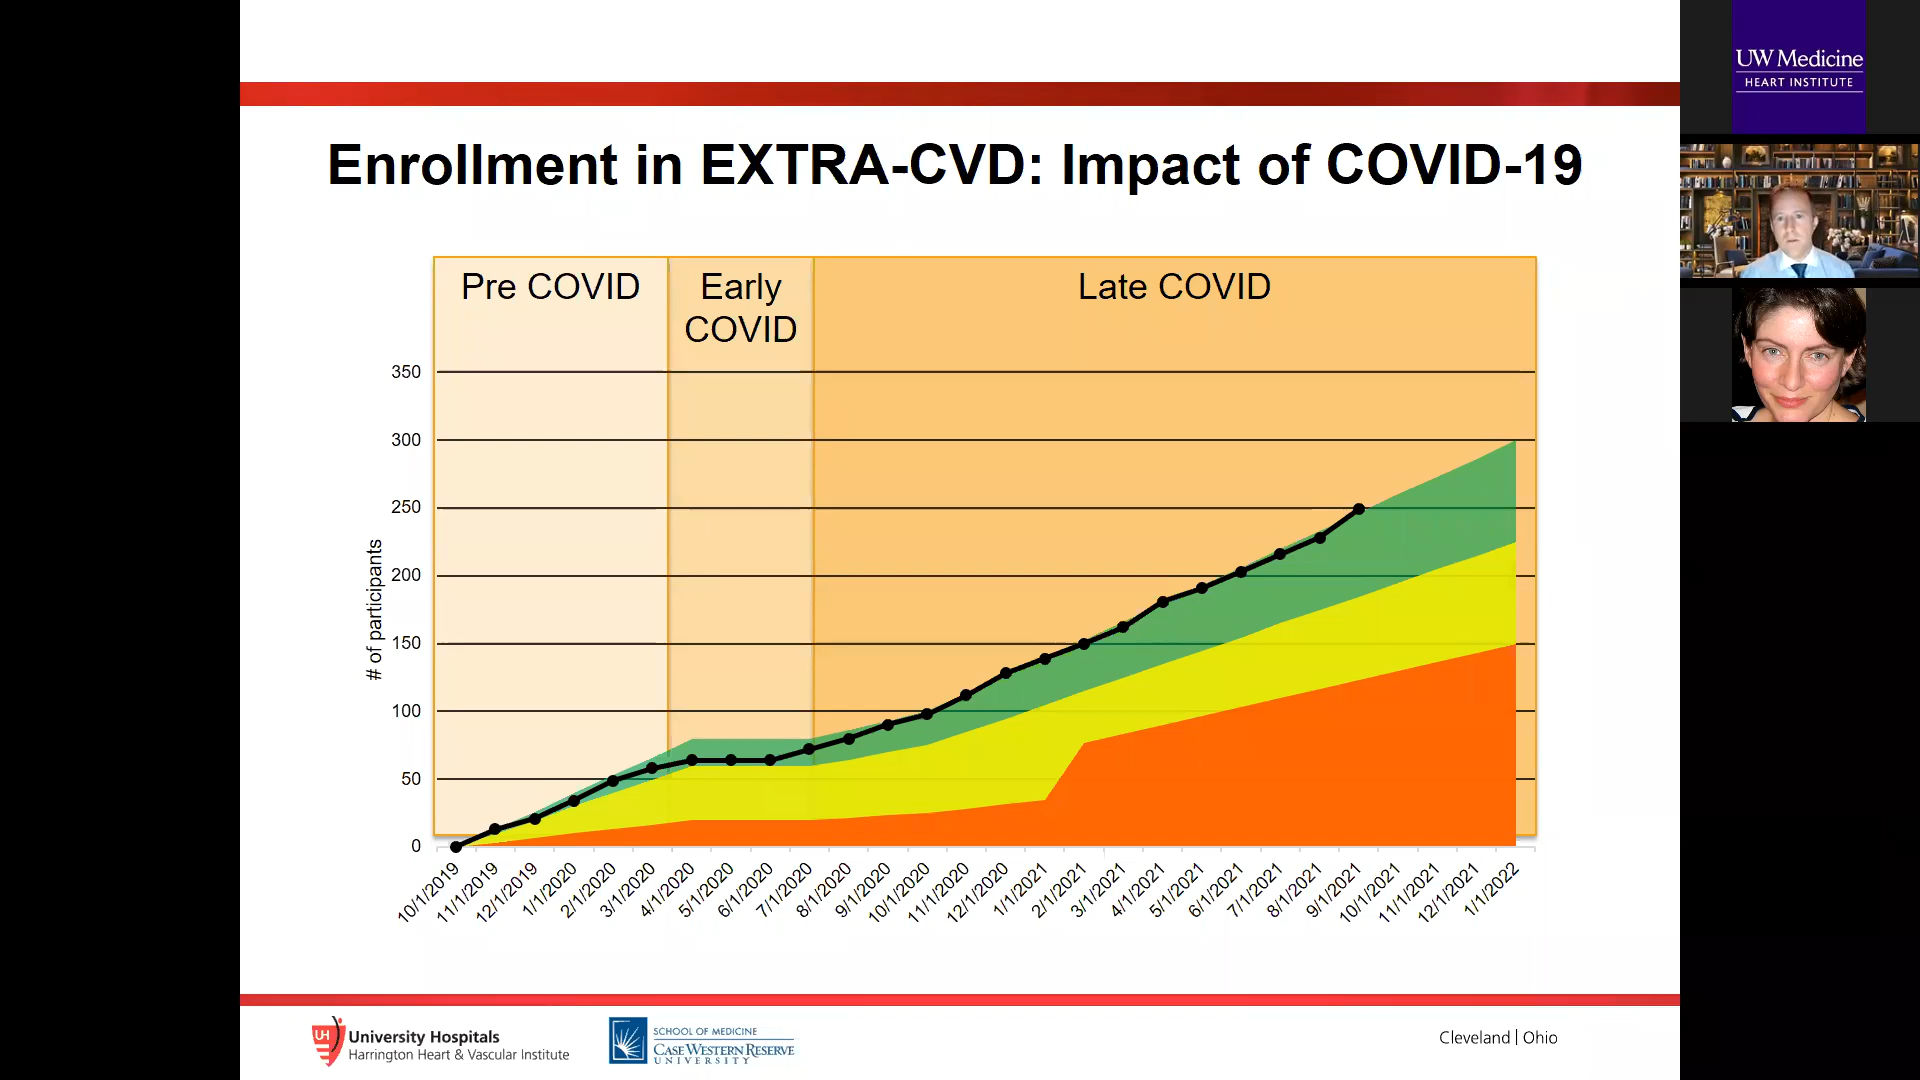 Enrollment in EXTRA-CVD: Impact of COVID-19
Pre COVID
Early
COVID
Late COVID
350
300
250
200
150
100
50
0
# of participants
10/1/2019
11/1/2019
12/1/2019
1/1/2020
2/1/2020
3/1/2020
4/1/2020
5/1/2020
6/1/2020
7/1/2020
8/1/2020
9/1/2020
10/1/2020
11/1/2020
12/1/2020
1/1/2021
2/1/2021
3/1/2021
4/1/2021
5/1/2021
6/1/2021
7/1/2021
8/1/2021
9/1/2021
10/1/2021
11/1/2021
12/1/2021
1/1/2022
UH
University Hospitals
Harrington Heart & Vascular Institute
SCHOOL OF MEDICINE
CASE WESTERN RESERVE
UNIVERSITY
Cleveland | Ohio
UW Medicine
HEART INSTITUTE